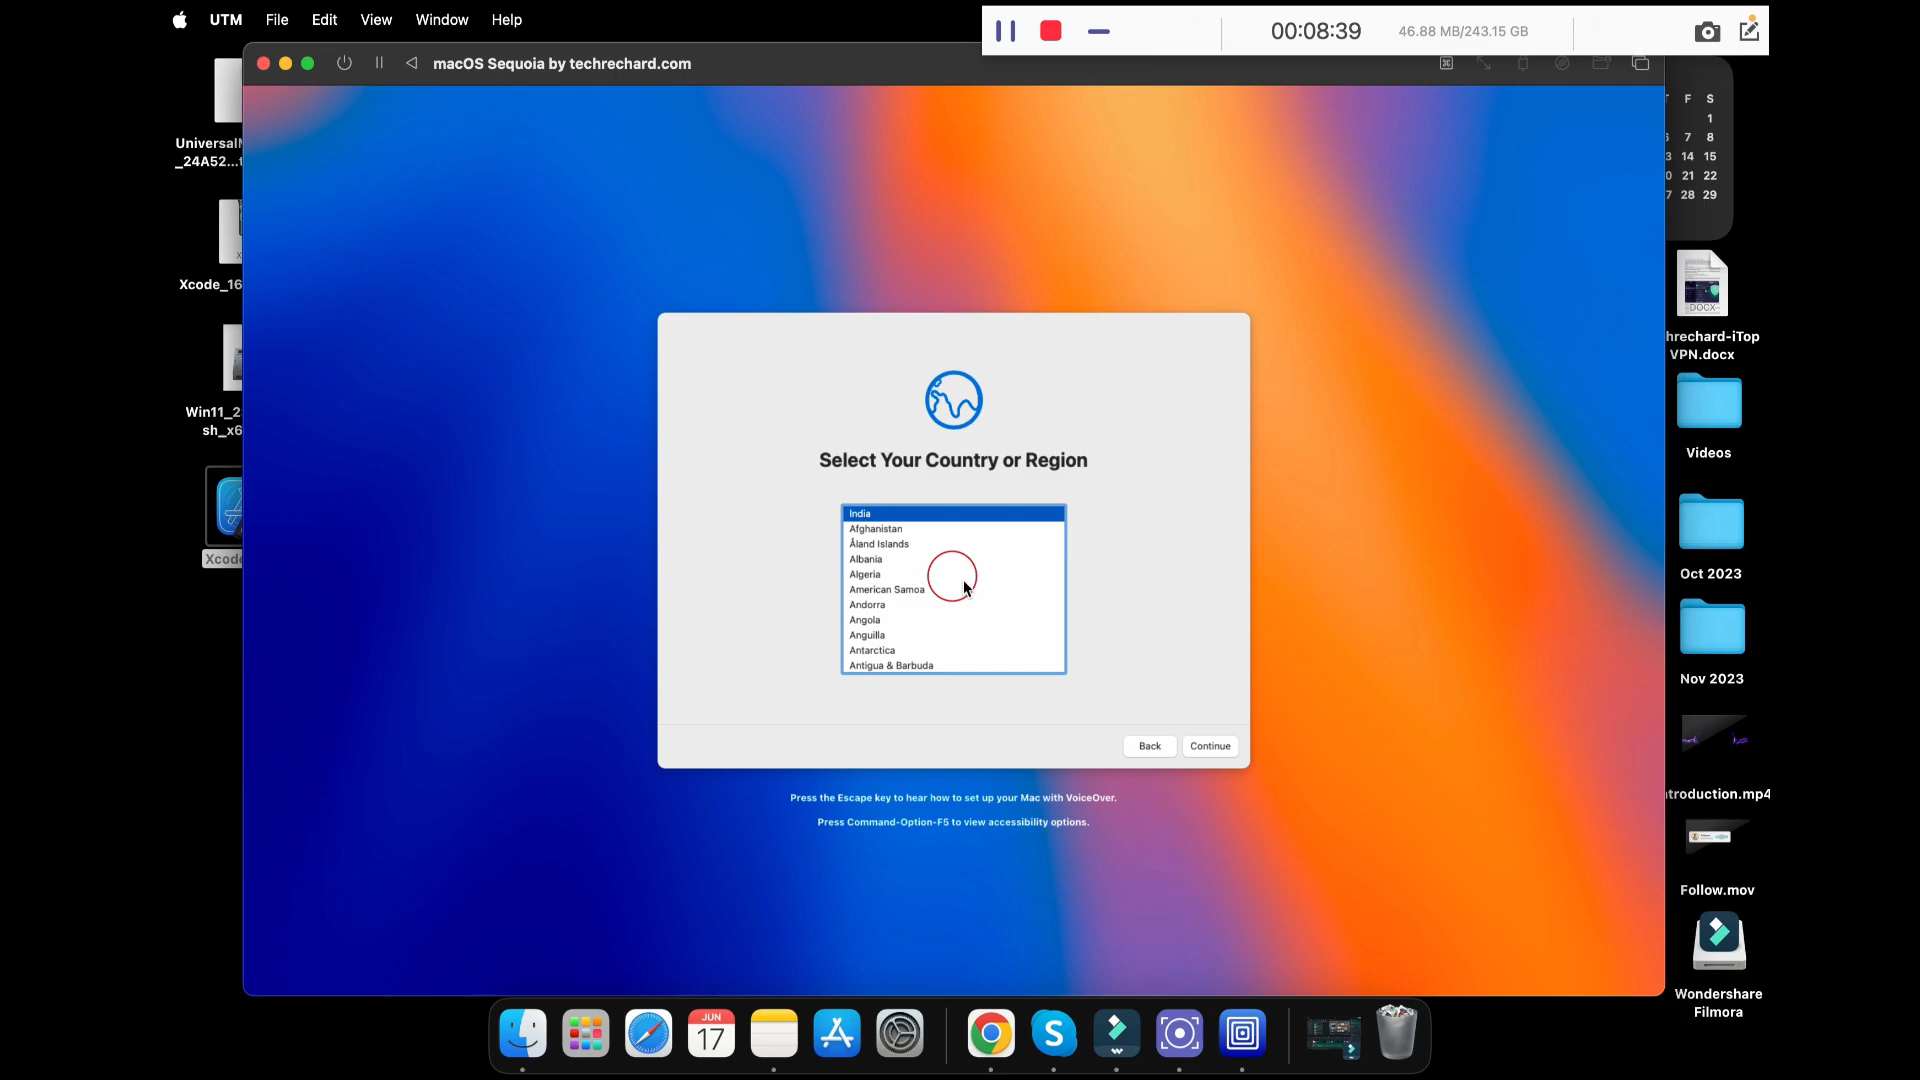 UTM File Edit View Window Help
00:08:39 46.88 MB/243.15 GB
macOS Sequoia by techrechard.com
F S
1
7 8
14 15
21 22
28 29
_24A52...
Xcode_16
Win11_2
sh_x6
Xcode
Select Your Country or Region
India
Afghanistan
Åland Islands
Albania
Algeria
American Samoa
Andorra
Angola
Anguilla
Antarctica
Antigua & Barbuda
Back Continue
Press the Escape key to hear how to set up your Mac with VoiceOver.
Press Command-Option-F5 to view accessibility options.
DOCX
hrechard-iTop
VPN.docx
Videos
Oct 2023
Nov 2023
troduction.mp4
Follow.mov
Wondershare
Filmora
JUN
17